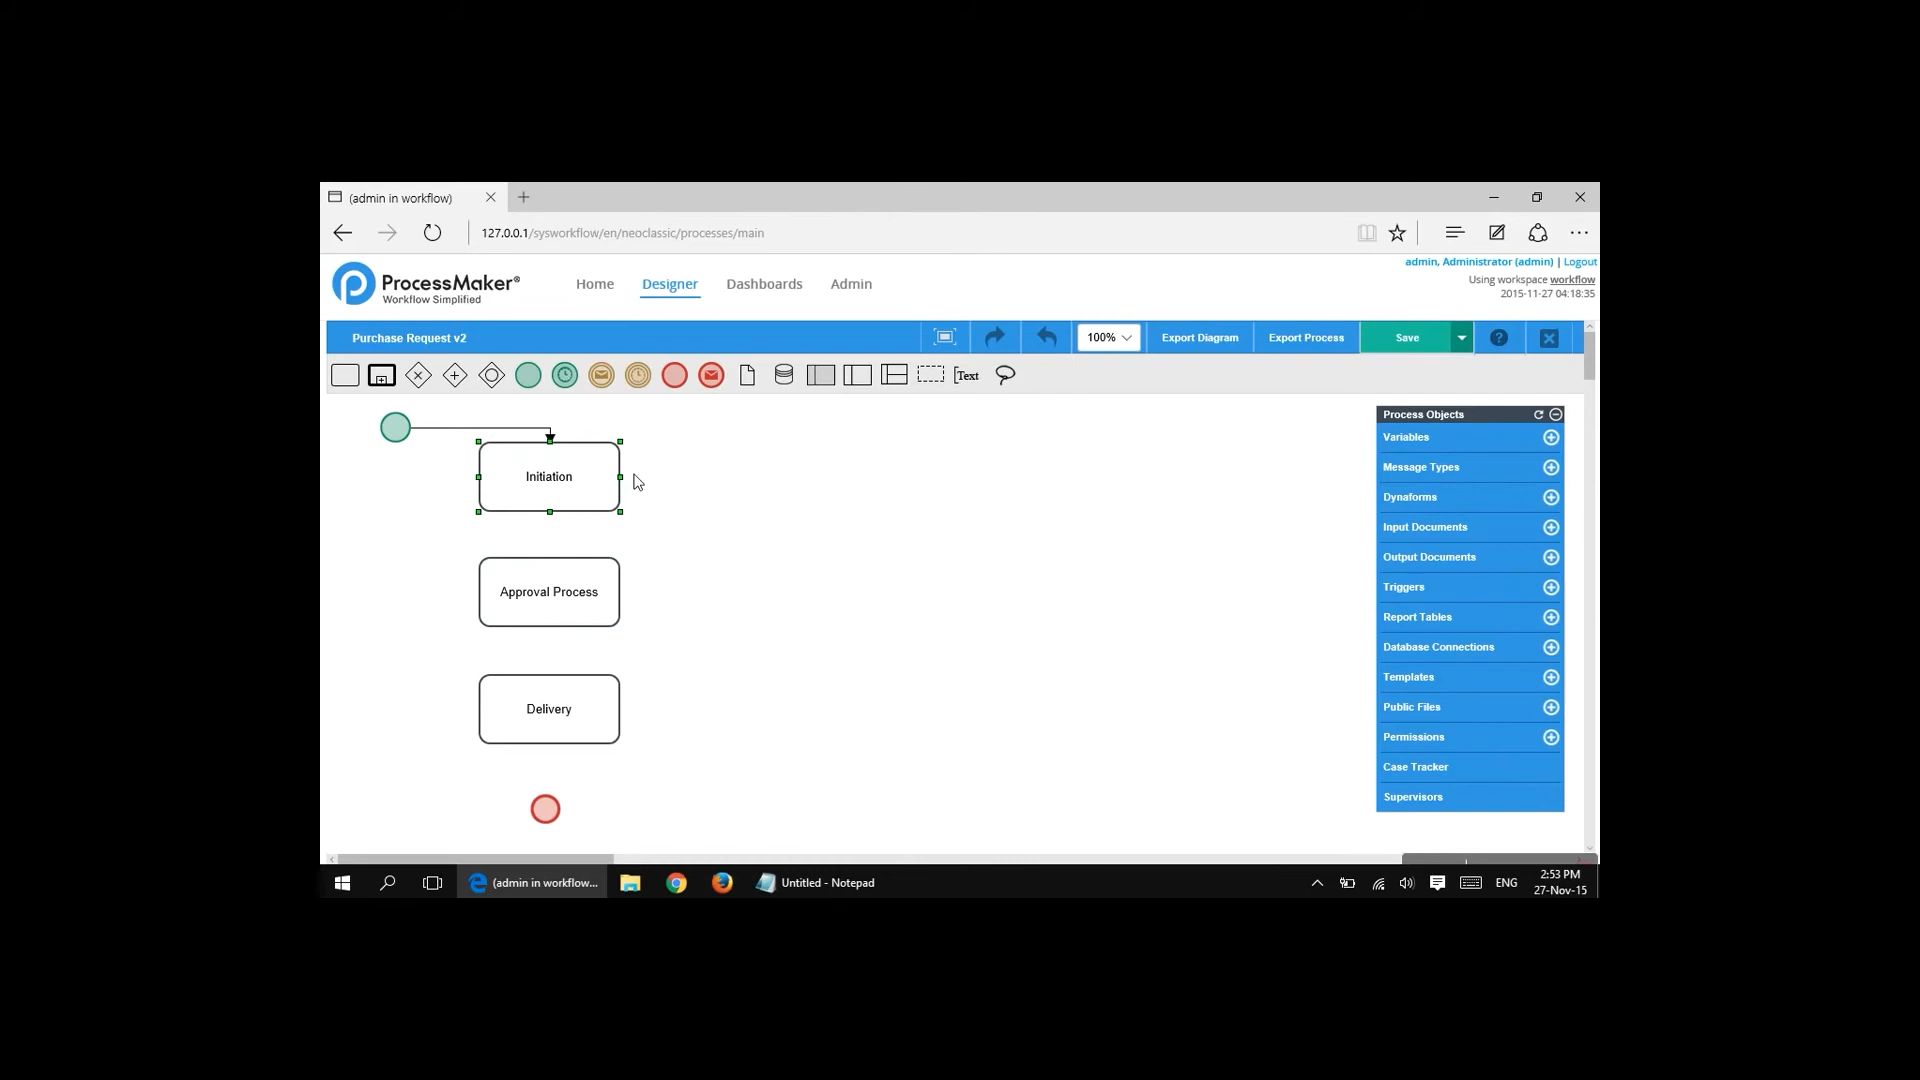 (admin in workflow)
127.0.0.1/sysworkflow/en/neoclassic/processes/main
ProcessMaker®
Workflow Simplified
Home
Designer
Dashboards
Admin
admin, Administrator (admin) | Logout
Using workspace workflow
2015-11-27 04:18:35
Purchase Request v2
100%
Export Diagram
Export Process
Save
?
Text
Process Objects
Variables
Message Types
Dynaforms
Input Documents
Output Documents
Triggers
Report Tables
Database Connections
Templates
Public Files
Permissions
Case Tracker
Supervisors
Initiation
Approval Process
Delivery
(admin in workflow...
Untitled - Notepad
ENG
2:53 PM
27-Nov-15